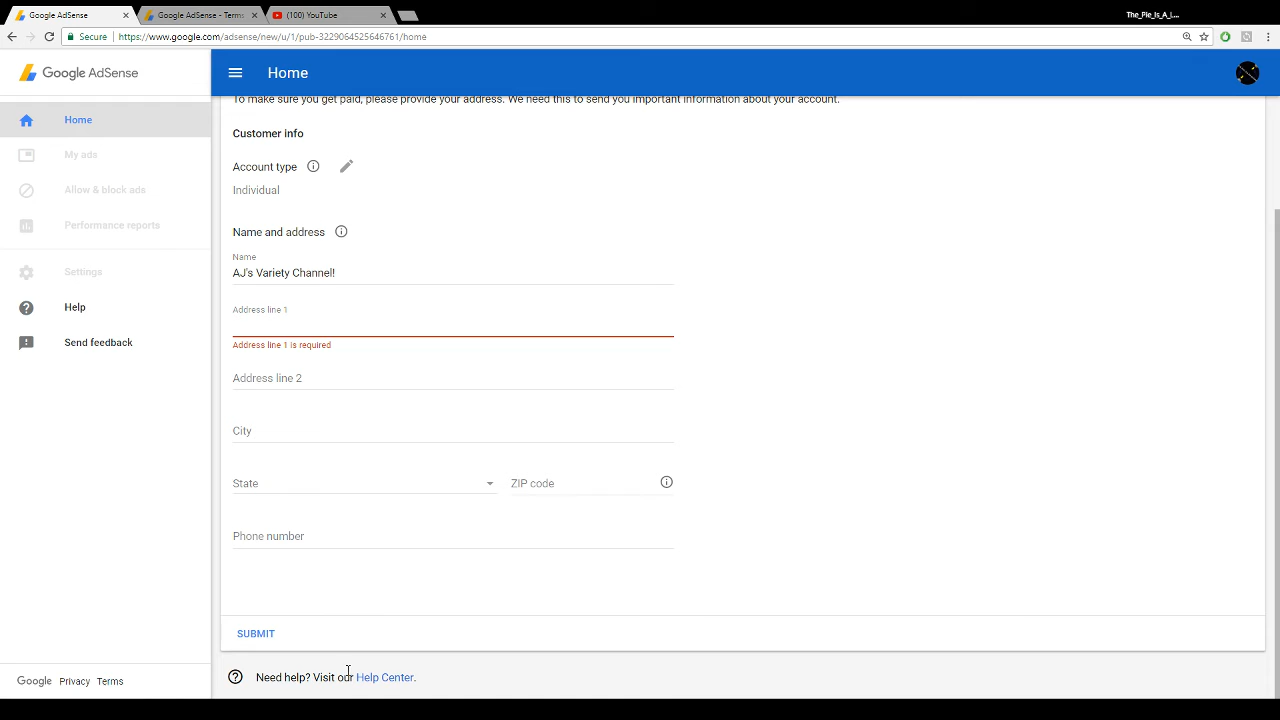 Google AdSense
Google AdSense - Terms
(100) YouTube
The_Pie_Is_A_L...
Secure
https://www.google.com/adsense/new/u/1/pub-3229064525646761/home
Google AdSense
Home
Home
My ads
Allow & block ads
Performance reports
Settings
Help
Send feedback
To make sure you get paid, please provide your address. We need this to send you important information about your account.
Customer info
Account type
Individual
Name and address
Name
AJ's Variety Channel!
Address line 1
Address line 1 is required
Address line 2
City
State
ZIP code
Phone number
SUBMIT
Need help? Visit our Help Center.
Google Privacy Terms